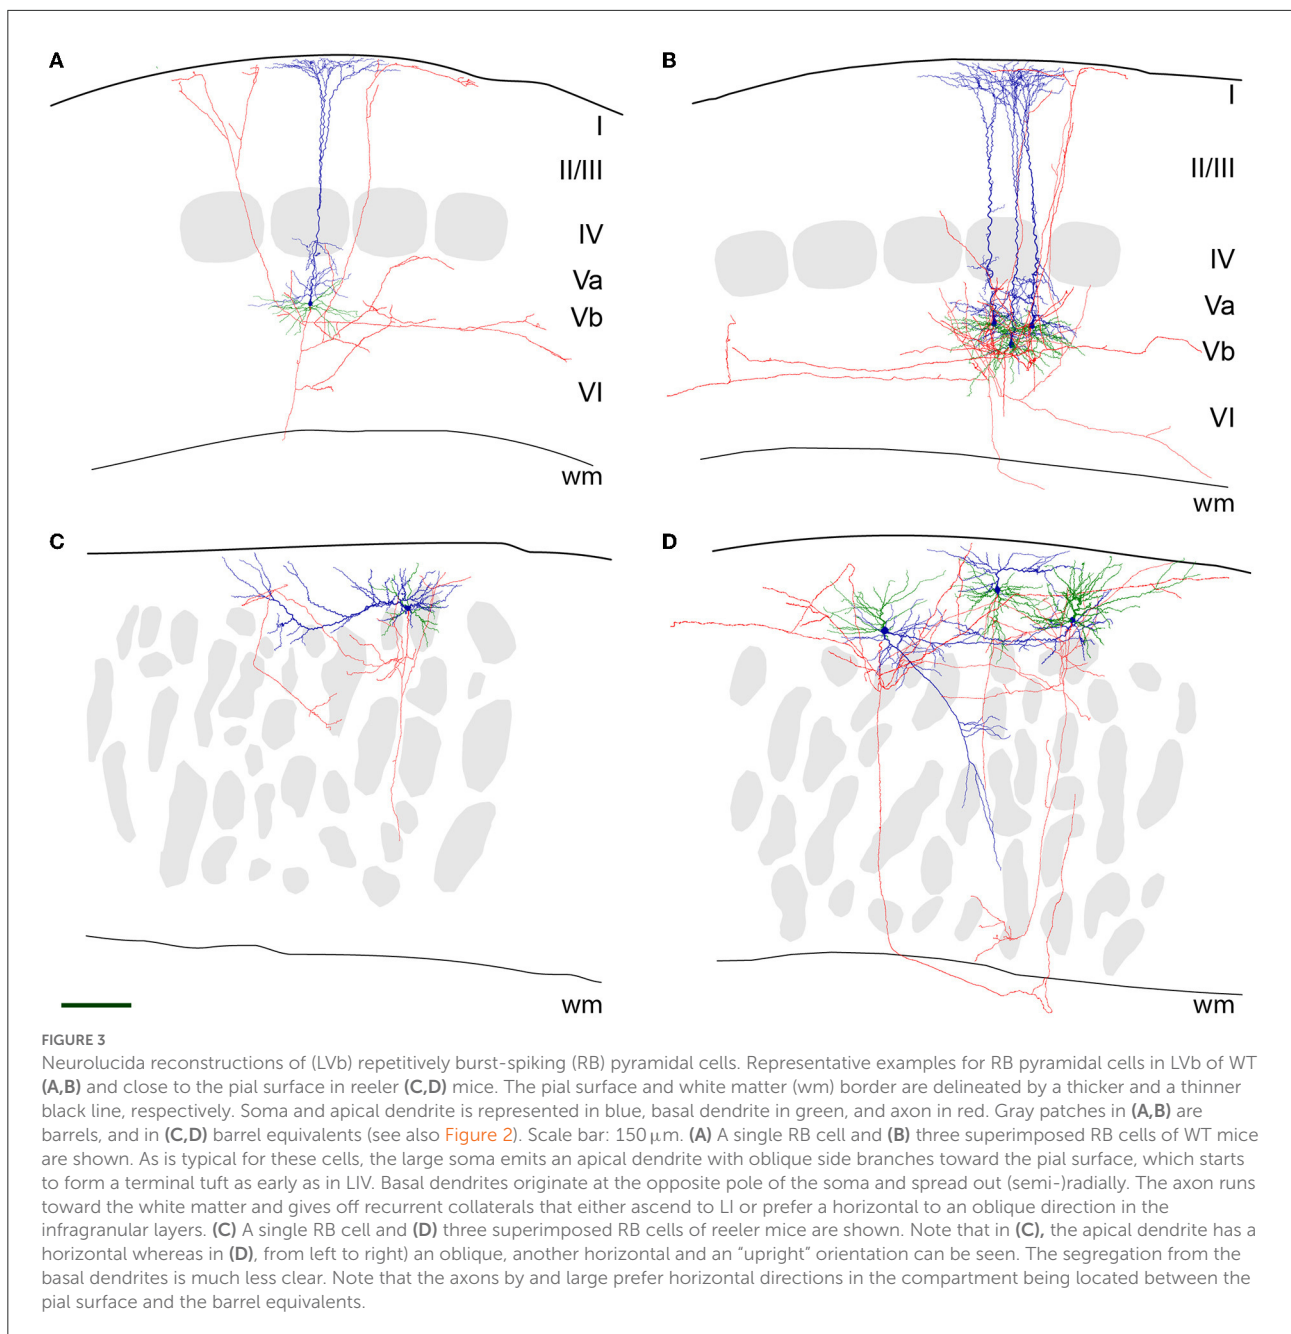 A
B
I
II/III
IV
Va
Vb
VI
wm
I
II/III
IV
Va
Vb
VI
wm
C
D
wm
wm
FIGURE 3
Neurolucida reconstructions of (LVb) repetitively burst-spiking (RB) pyramidal cells. Representative examples for RB pyramidal cells in LVb of WT
(A,B) and close to the pial surface in reeler (C,D) mice. The pial surface and white matter (wm) border are delineated by a thicker and a thinner
black line, respectively. Soma and apical dendrite is represented in blue, basal dendrite in green, and axon in red. Gray patches in (A,B) are
barrels, and in (C,D) barrel equivalents (see also Figure 2). Scale bar: 150 μm. (A) A single RB cell and (B) three superimposed RB cells of WT mice
are shown. As is typical for these cells, the large soma emits an apical dendrite with oblique side branches toward the pial surface, which starts
to form a terminal tuft as early as in LIV. Basal dendrites originate at the opposite pole of the soma and spread out (semi-)radially. The axon runs
toward the white matter and gives off recurrent collaterals that either ascend to LI or prefer a horizontal to an oblique direction in the
infragranular layers. (C) A single RB cell and (D) three superimposed RB cells of reeler mice are shown. Note that in (C), the apical dendrite has a
horizontal whereas in (D), from left to right) an oblique, another horizontal and an “upright” orientation can be seen. The segregation from the
basal dendrites is much less clear. Note that the axons by and large prefer horizontal directions in the compartment being located between the
pial surface and the barrel equivalents.